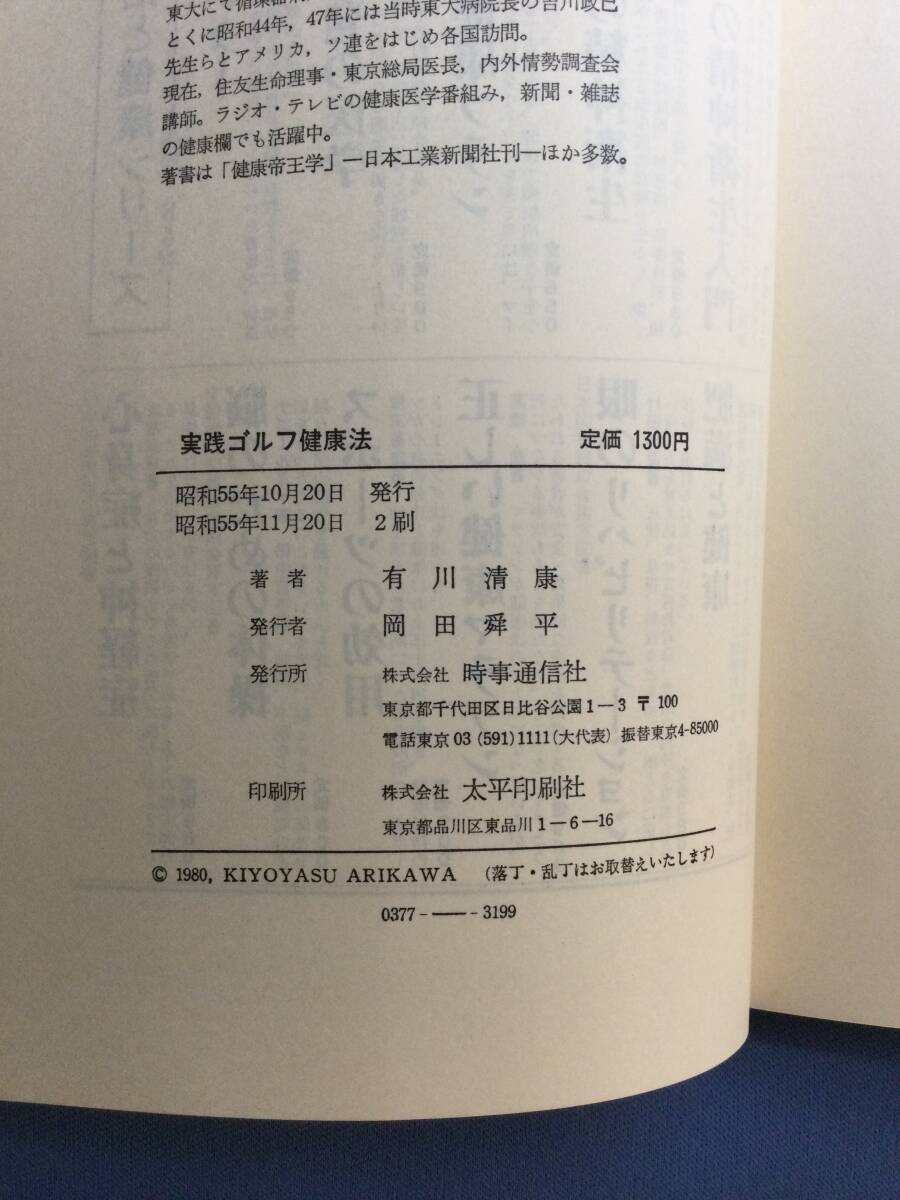 東大にて循環器
とくに昭和44年，47年には当時東大病院長の吉川政己
先生らとアメリカ，ソ連をはじめ各国訪問。
現在，住友生命理事・東京総局医長，内外情勢調査会
講師。ラジオ・テレビの健康医学番組み，新聞・雑誌
の健康欄でも活躍中。
著書は「健康帝王学」―日本工業新聞社刊―ほか多数。
実践ゴルフ健康法 定価 1300円
昭和55年10月20日 発行
昭和55年11月20日 2刷
著者 有川清康
発行者 岡田舜平
発行所 株式会社 時事通信社
東京都千代田区日比谷公園1―3 〒100
電話東京 03 (591) 1111 (大代表) 振替東京4-85000
印刷所 株式会社 太平印刷社
東京都品川区東品川1―6―16
© 1980, KIYOYASU ARIKAWA (落丁・乱丁はお取替えいたします)
0377-――-3199